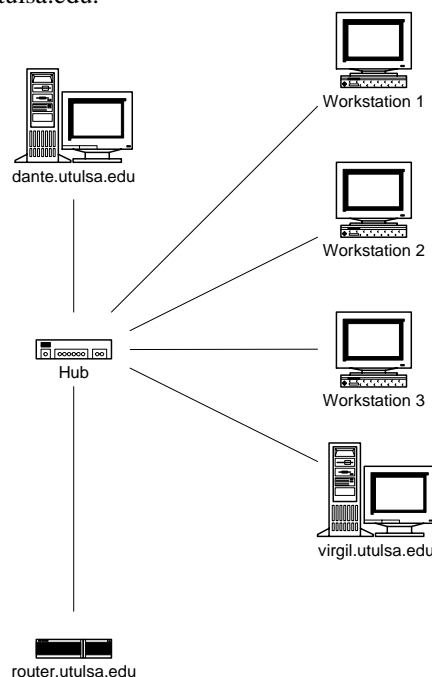 Workstation 1
dante.utulsa.edu
Workstation 2
Hub
Workstation 3
virgil.utulsa.edu
router.utulsa.edu